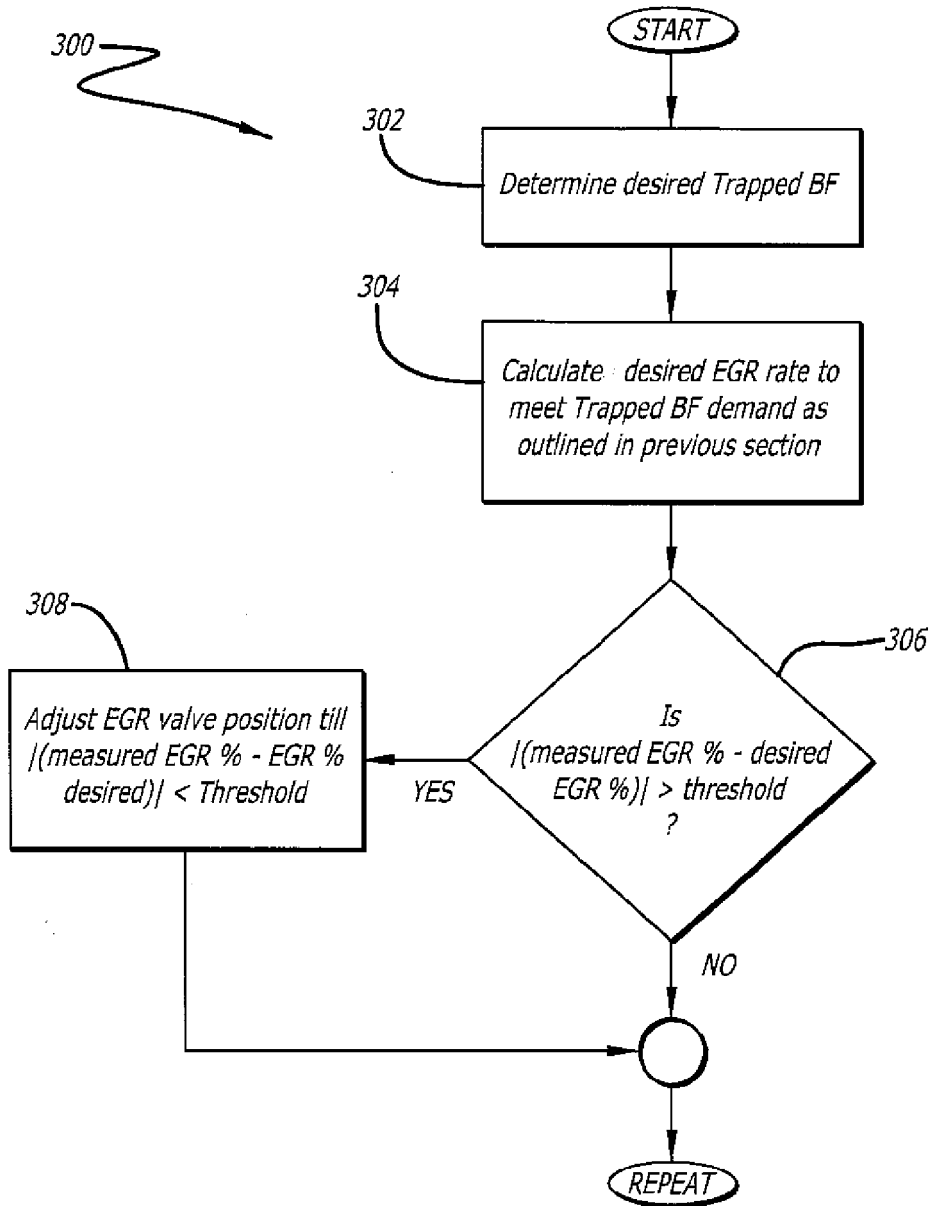 START
300
302
Determine desired Trapped BF
304
Calculate desired EGR rate to
meet Trapped BF demand as
outlined in previous section
306
Is
|(measured EGR % - desired
EGR %)| > threshold
?
YES
308
Adjust EGR valve position till
|(measured EGR % - EGR %
desired)| < Threshold
NO
REPEAT